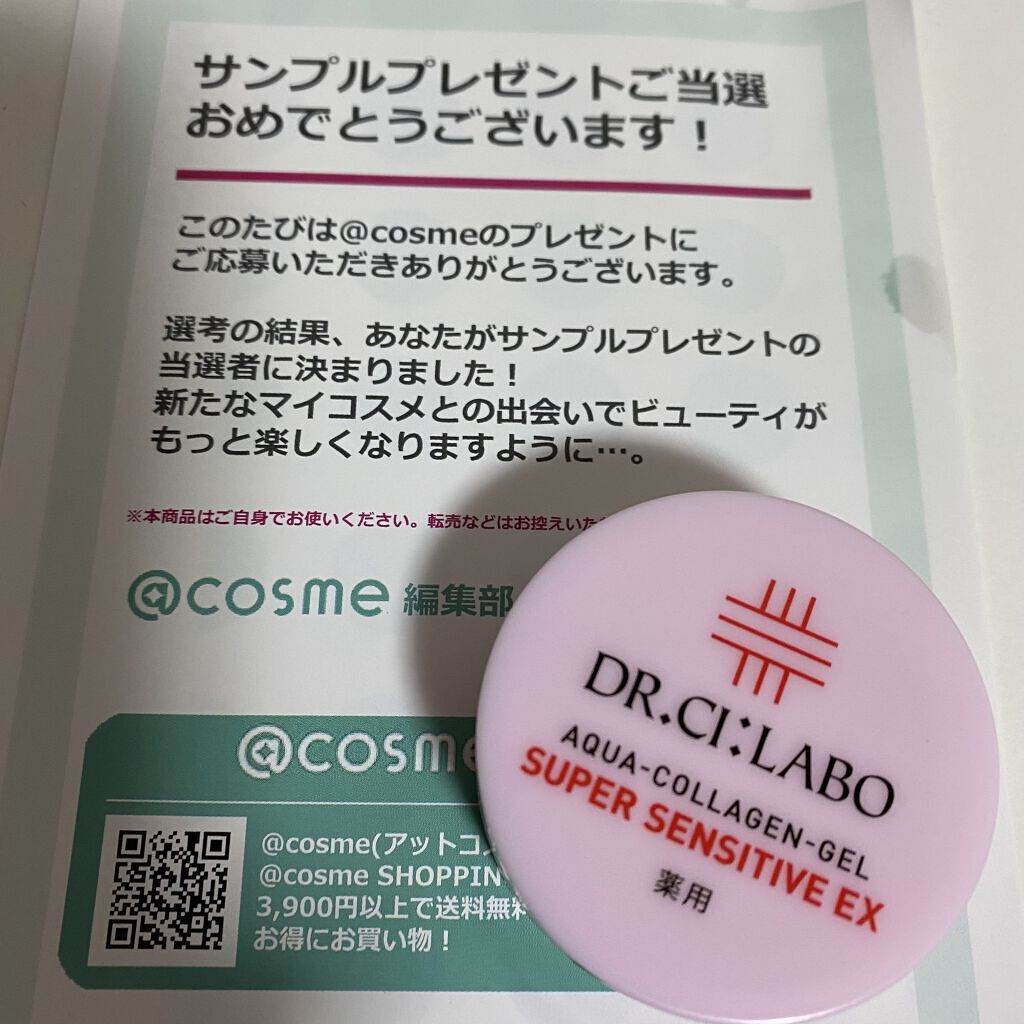 サンプルプレゼントご当選
おめでとうございます！
このたびは@cosmeのプレゼントに
ご応募いただきありがとうございます。
選考の結果、あなたがサンプルプレゼントの
当選者に決まりました！
新たなマイコスメとの出会いでビューティが
もっと楽しくなりますように…。
※本商品はご自身でお使いください。転売などはお控えいた
@cosme 編集部
@cosme
@cosme(アットコス
@cosme SHOPPIN
3,900円以上で送料無料
お得にお買い物！
DR.CI:LABO
AQUA-COLLAGEN-GEL
SUPER SENSITIVE EX
薬用